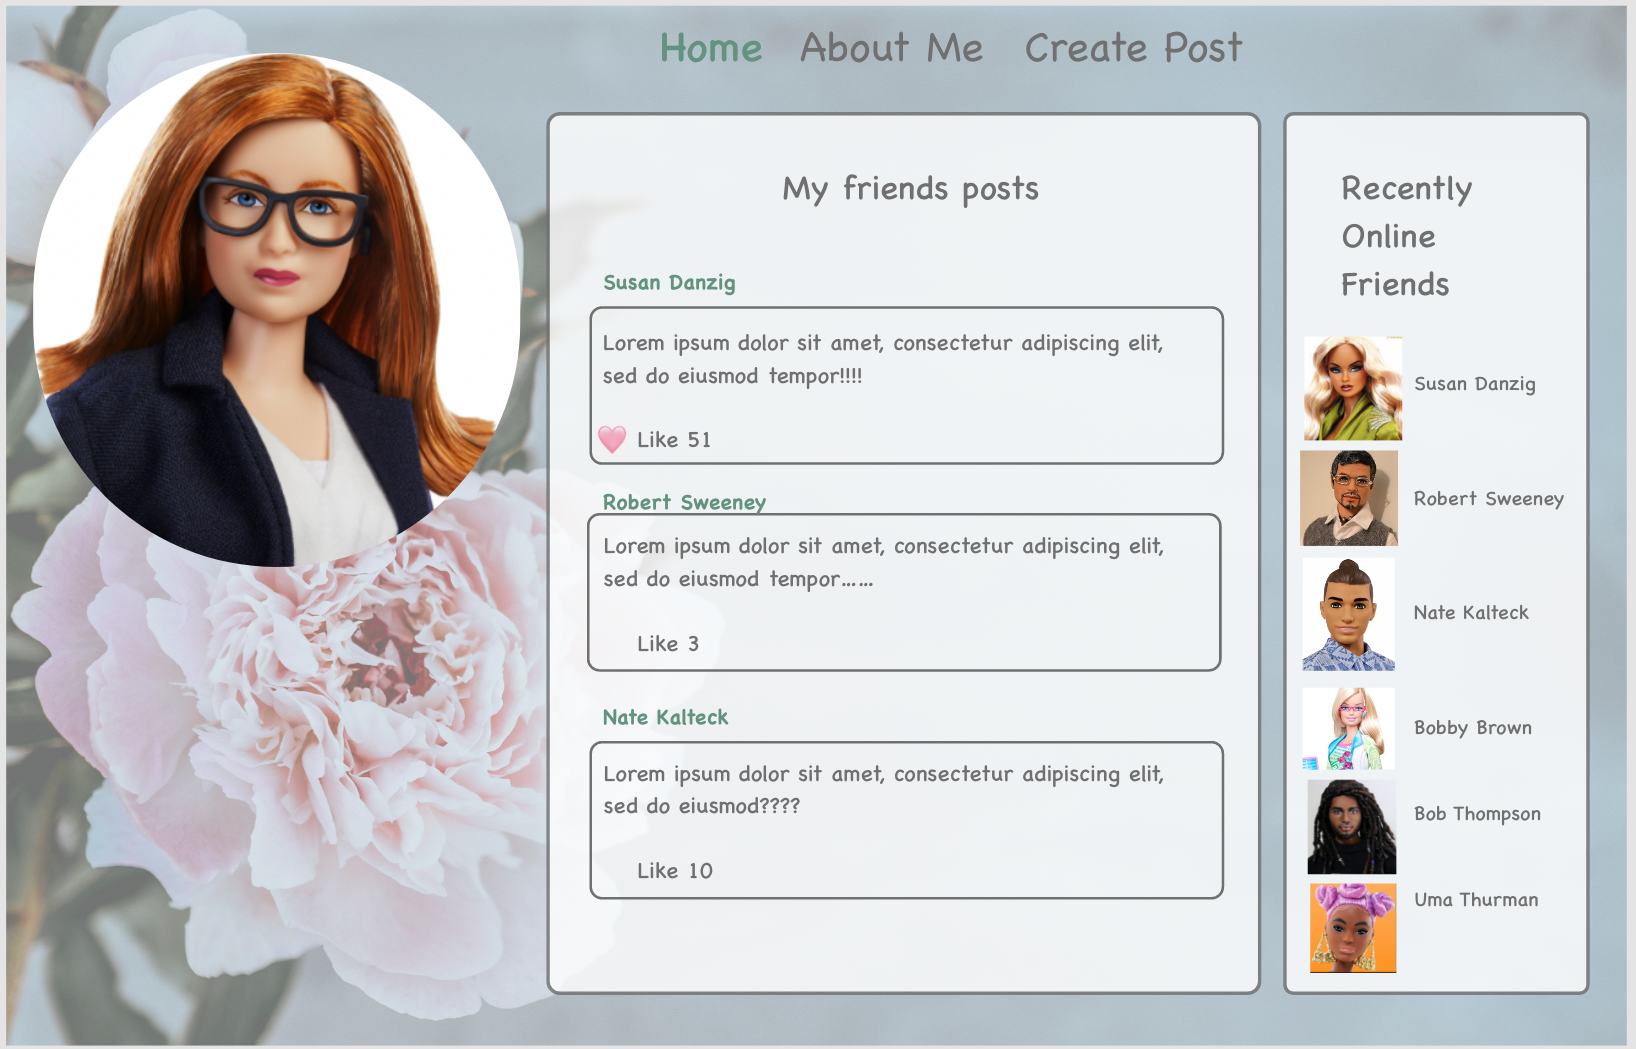 Home About Me Create Post
My friends posts
Susan Danzig
Lorem ipsum dolor sit amet, consectetur adipiscing elit,
sed do eiusmod tempor!!!!
Like 51
Robert Sweeney
Lorem ipsum dolor sit amet, consectetur adipiscing elit,
sed do eiusmod tempor......
Like 3
Nate Kalteck
Lorem ipsum dolor sit amet, consectetur adipiscing elit,
sed do eiusmod????
Like 10
Recently
Online
Friends
Susan Danzig
Robert Sweeney
Nate Kalteck
Bobby Brown
Bob Thompson
Uma Thurman